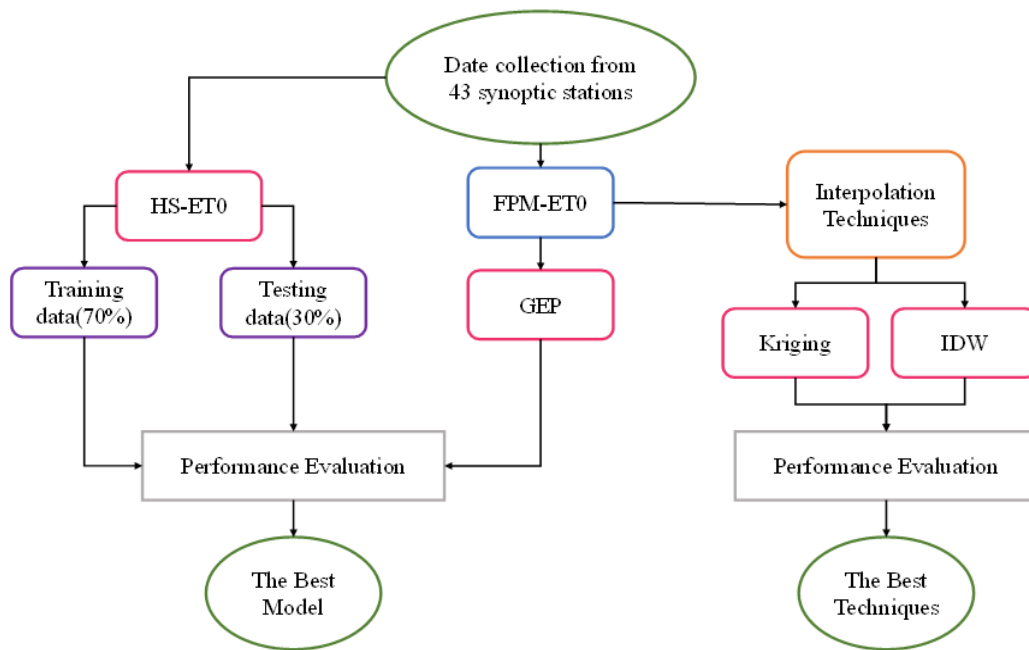 Date collection from
43 synoptic stations
HS-ET0
FPM-ET0
Interpolation
Techniques
Training
data(70%)
Testing
data(30%)
GEP
Kriging
IDW
Performance Evaluation
Performance Evaluation
The Best
Model
The Best
Techniques